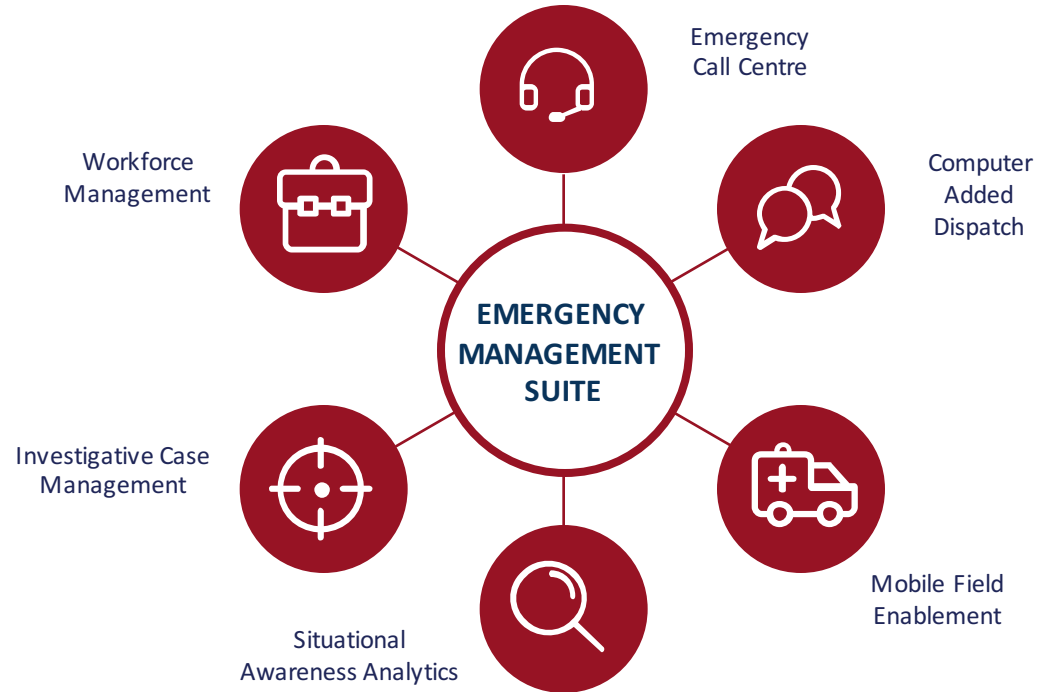 Emergency
Call Centre
Workforce
Management
Computer
Added
Dispatch
EMERGENCY
MANAGEMENT
SUITE
Investigative Case
Management
Mobile Field
Enablement
Situational
Awareness Analytics